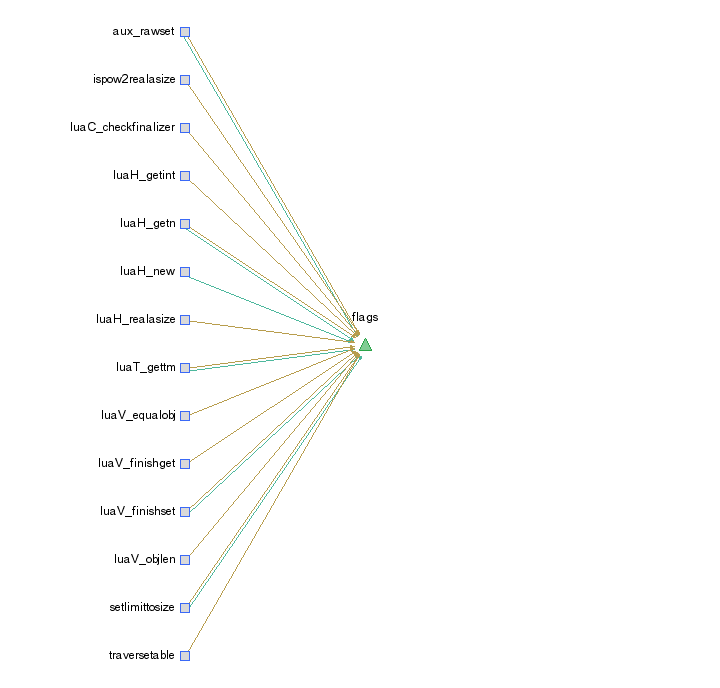 aux_rawset
ispow2realasize
luaC_checkfinalizer
luaH_getint
luaH_getn
luaH_new
flags
luaH_realasize
luaT_gettm
luaV_equalobj
luaV_finishget
luaV_finishset
luaV_objlen
setlimittosize
traversetable